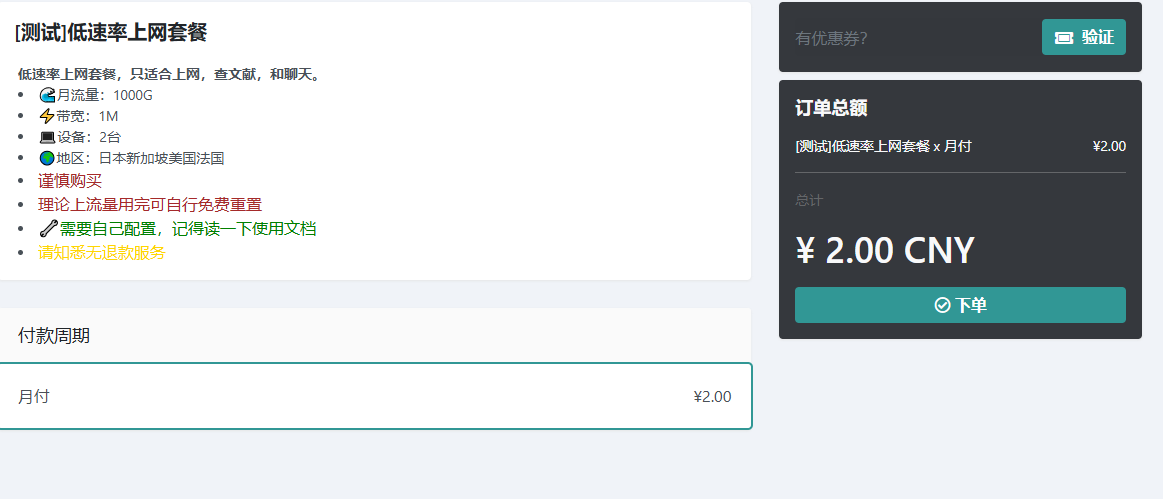 [测试]低速率上网套餐
低速率上网套餐，只适合上网，查文献，和聊天。
🌊月流量：1000G
⚡带宽：1M
💻设备：2台
🌍地区：日本新加坡美国法国
谨慎购买
理论上流量用完可自行免费重置
🔧需要自己配置，记得读一下使用文档
请知悉无退款服务
付款周期
月付 ¥2.00
有优惠券? 验证
订单总额
[测试]低速率上网套餐 x 月付 ¥2.00
总计
¥ 2.00 CNY
下单